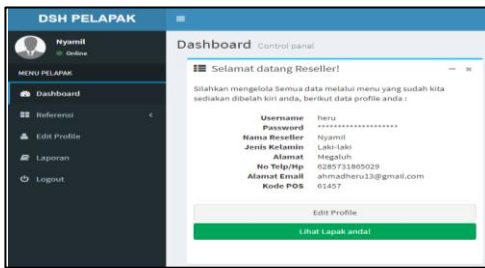 DSH PELAPAK
Nyamil
Online
MENU PELAPAK
Dashboard
Referensi
Edit Profile
Laporan
Logout
Dashboard Control panel
Selamat datang Reseller!
Silahkan mengelola Semua data melalui menu yang sudah kita
sediakan dibelah kiri anda, berikut data profile anda :
Username heru
Password ********************
Nama Reseller Nyamil
Jenis Kelamin Laki-laki
Alamat Megaluh
No Telp/Hp 6285731865029
Alamat Email ahmadheru13@gmail.com
Kode POS 61457
Edit Profile
Lihat Lapak anda!